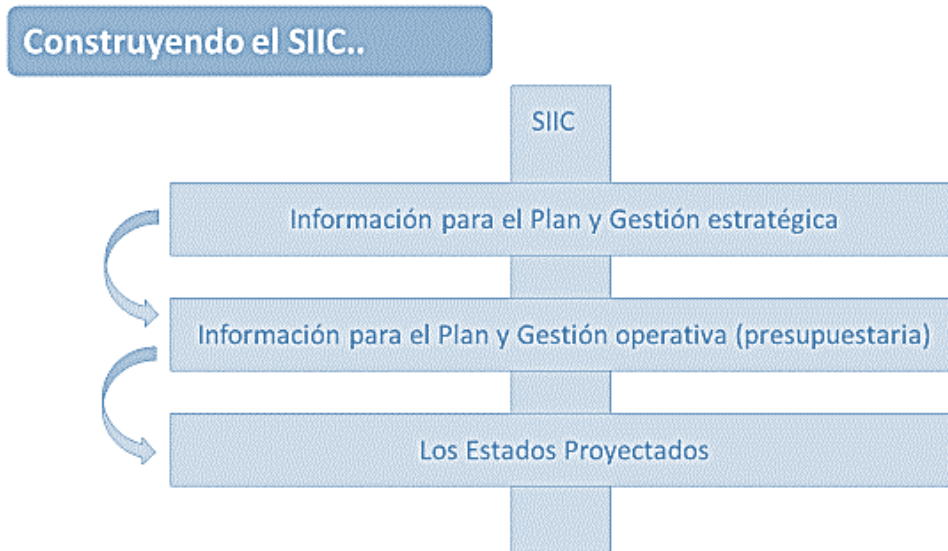 Construyendo el SIIC..
SIIC
Información para el Plan y Gestión estratégica
Información para el Plan y Gestión operativa (presupuestaria)
Los Estados Proyectados